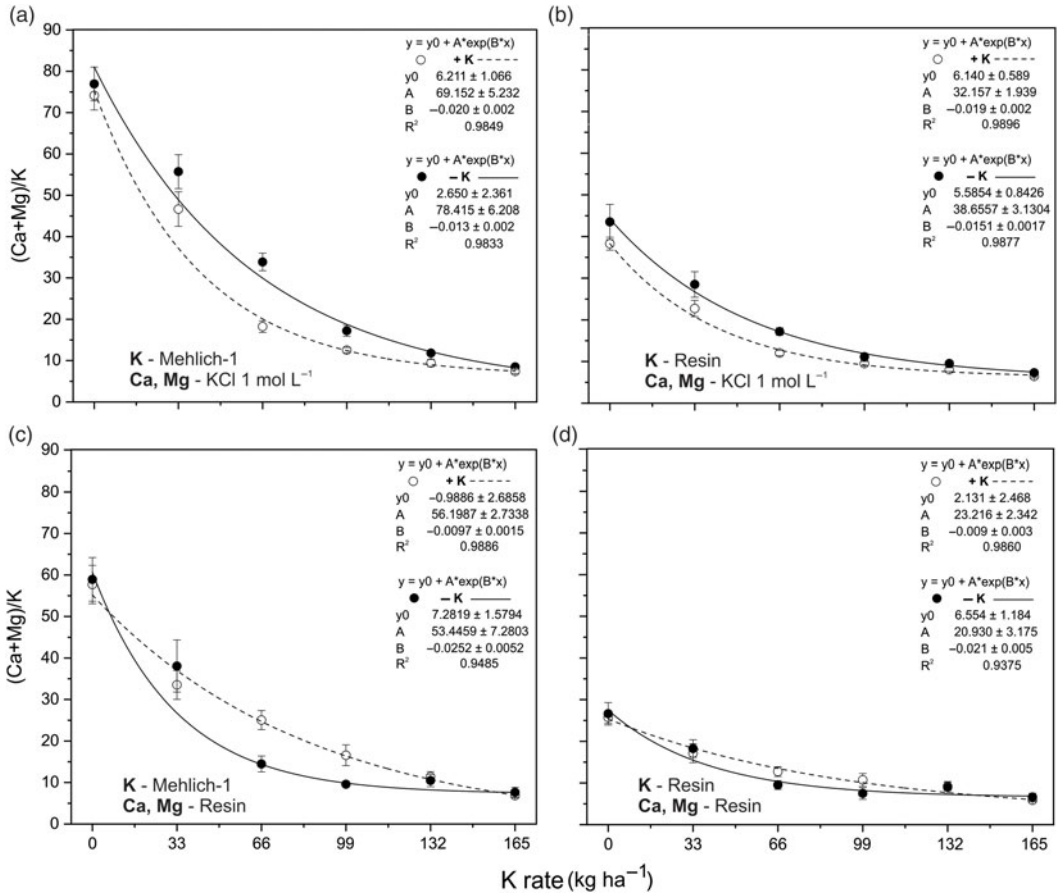 (a)
(Ca+Mg)/K
90
80
70
60
50
40
30
20
10
0
y = y0 + A*exp(B*x)
+ K
y0 6.211 ± 1.066
A 69.152 ± 5.232
B −0.020 ± 0.002
R² 0.9849
y = y0 + A*exp(B*x)
− K
y0 2.650 ± 2.361
A 78.415 ± 6.208
B −0.013 ± 0.002
R² 0.9833
K - Mehlich-1
Ca, Mg - KCl 1 mol L⁻¹
(b)
y = y0 + A*exp(B*x)
+ K
y0 6.140 ± 0.589
A 32.157 ± 1.939
B −0.019 ± 0.002
R² 0.9896
y = y0 + A*exp(B*x)
− K
y0 5.5854 ± 0.8426
A 38.6557 ± 3.1304
B −0.0151 ± 0.0017
R² 0.9877
K - Resin
Ca, Mg - KCl 1 mol L⁻¹
(c)
(Ca+Mg)/K
90
80
70
60
50
40
30
20
10
0
y = y0 + A*exp(B*x)
+ K
y0 −0.9886 ± 2.6858
A 56.1987 ± 2.7338
B −0.0097 ± 0.0015
R² 0.9886
y = y0 + A*exp(B*x)
− K
y0 7.2819 ± 1.5794
A 53.4459 ± 7.2803
B −0.0252 ± 0.0052
R² 0.9485
K - Mehlich-1
Ca, Mg - Resin
0 33 66 99 132 165
(d)
y = y0 + A*exp(B*x)
+ K
y0 2.131 ± 2.468
A 23.216 ± 2.342
B −0.009 ± 0.003
R² 0.9860
y = y0 + A*exp(B*x)
− K
y0 6.554 ± 1.184
A 20.930 ± 3.175
B −0.021 ± 0.005
R² 0.9375
K - Resin
Ca, Mg - Resin
0 33 66 99 132 165
K rate (kg ha⁻¹)